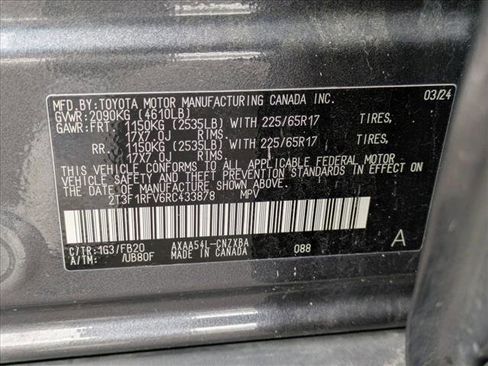 MFD.BY:TOYOTA MOTOR MANUFACTURING CANADA INC. 03/24
GVWR:2090KG (4610LB)
GAWR:FRT. 1150KG (2535LB) WITH 225/65R17 TIRES,
17X7.0J RIMS
RR. 1150KG (2535LB) WITH 225/65R17 TIRES,
17X7.0J RIMS
THIS VEHICLE CONFORMS TO ALL APPLICABLE FEDERAL MOTOR
VEHICLE SAFETY AND THEFT PREVENTION STANDARDS IN
EFFECT ON THE DATE OF MANUFACTURE SHOWN ABOVE.
2T3F1RFV6RC433878 MPV
C/TR:1G3/FB20 AXAA54L-CNZXBA 088
A/TM: /UB80F MADE IN CANADA A